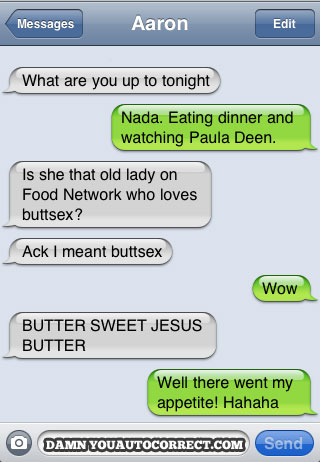 Messages
Aaron
Edit
What are you up to tonight
Nada. Eating dinner and
watching Paula Deen.
Is she that old lady on
Food Network who loves
buttsex?
Ack I meant buttsex
Wow
BUTTER SWEET JESUS
BUTTER
Well there went my
appetite! Hahaha
DAMNYOUAUTOCORRECT.COM
Send